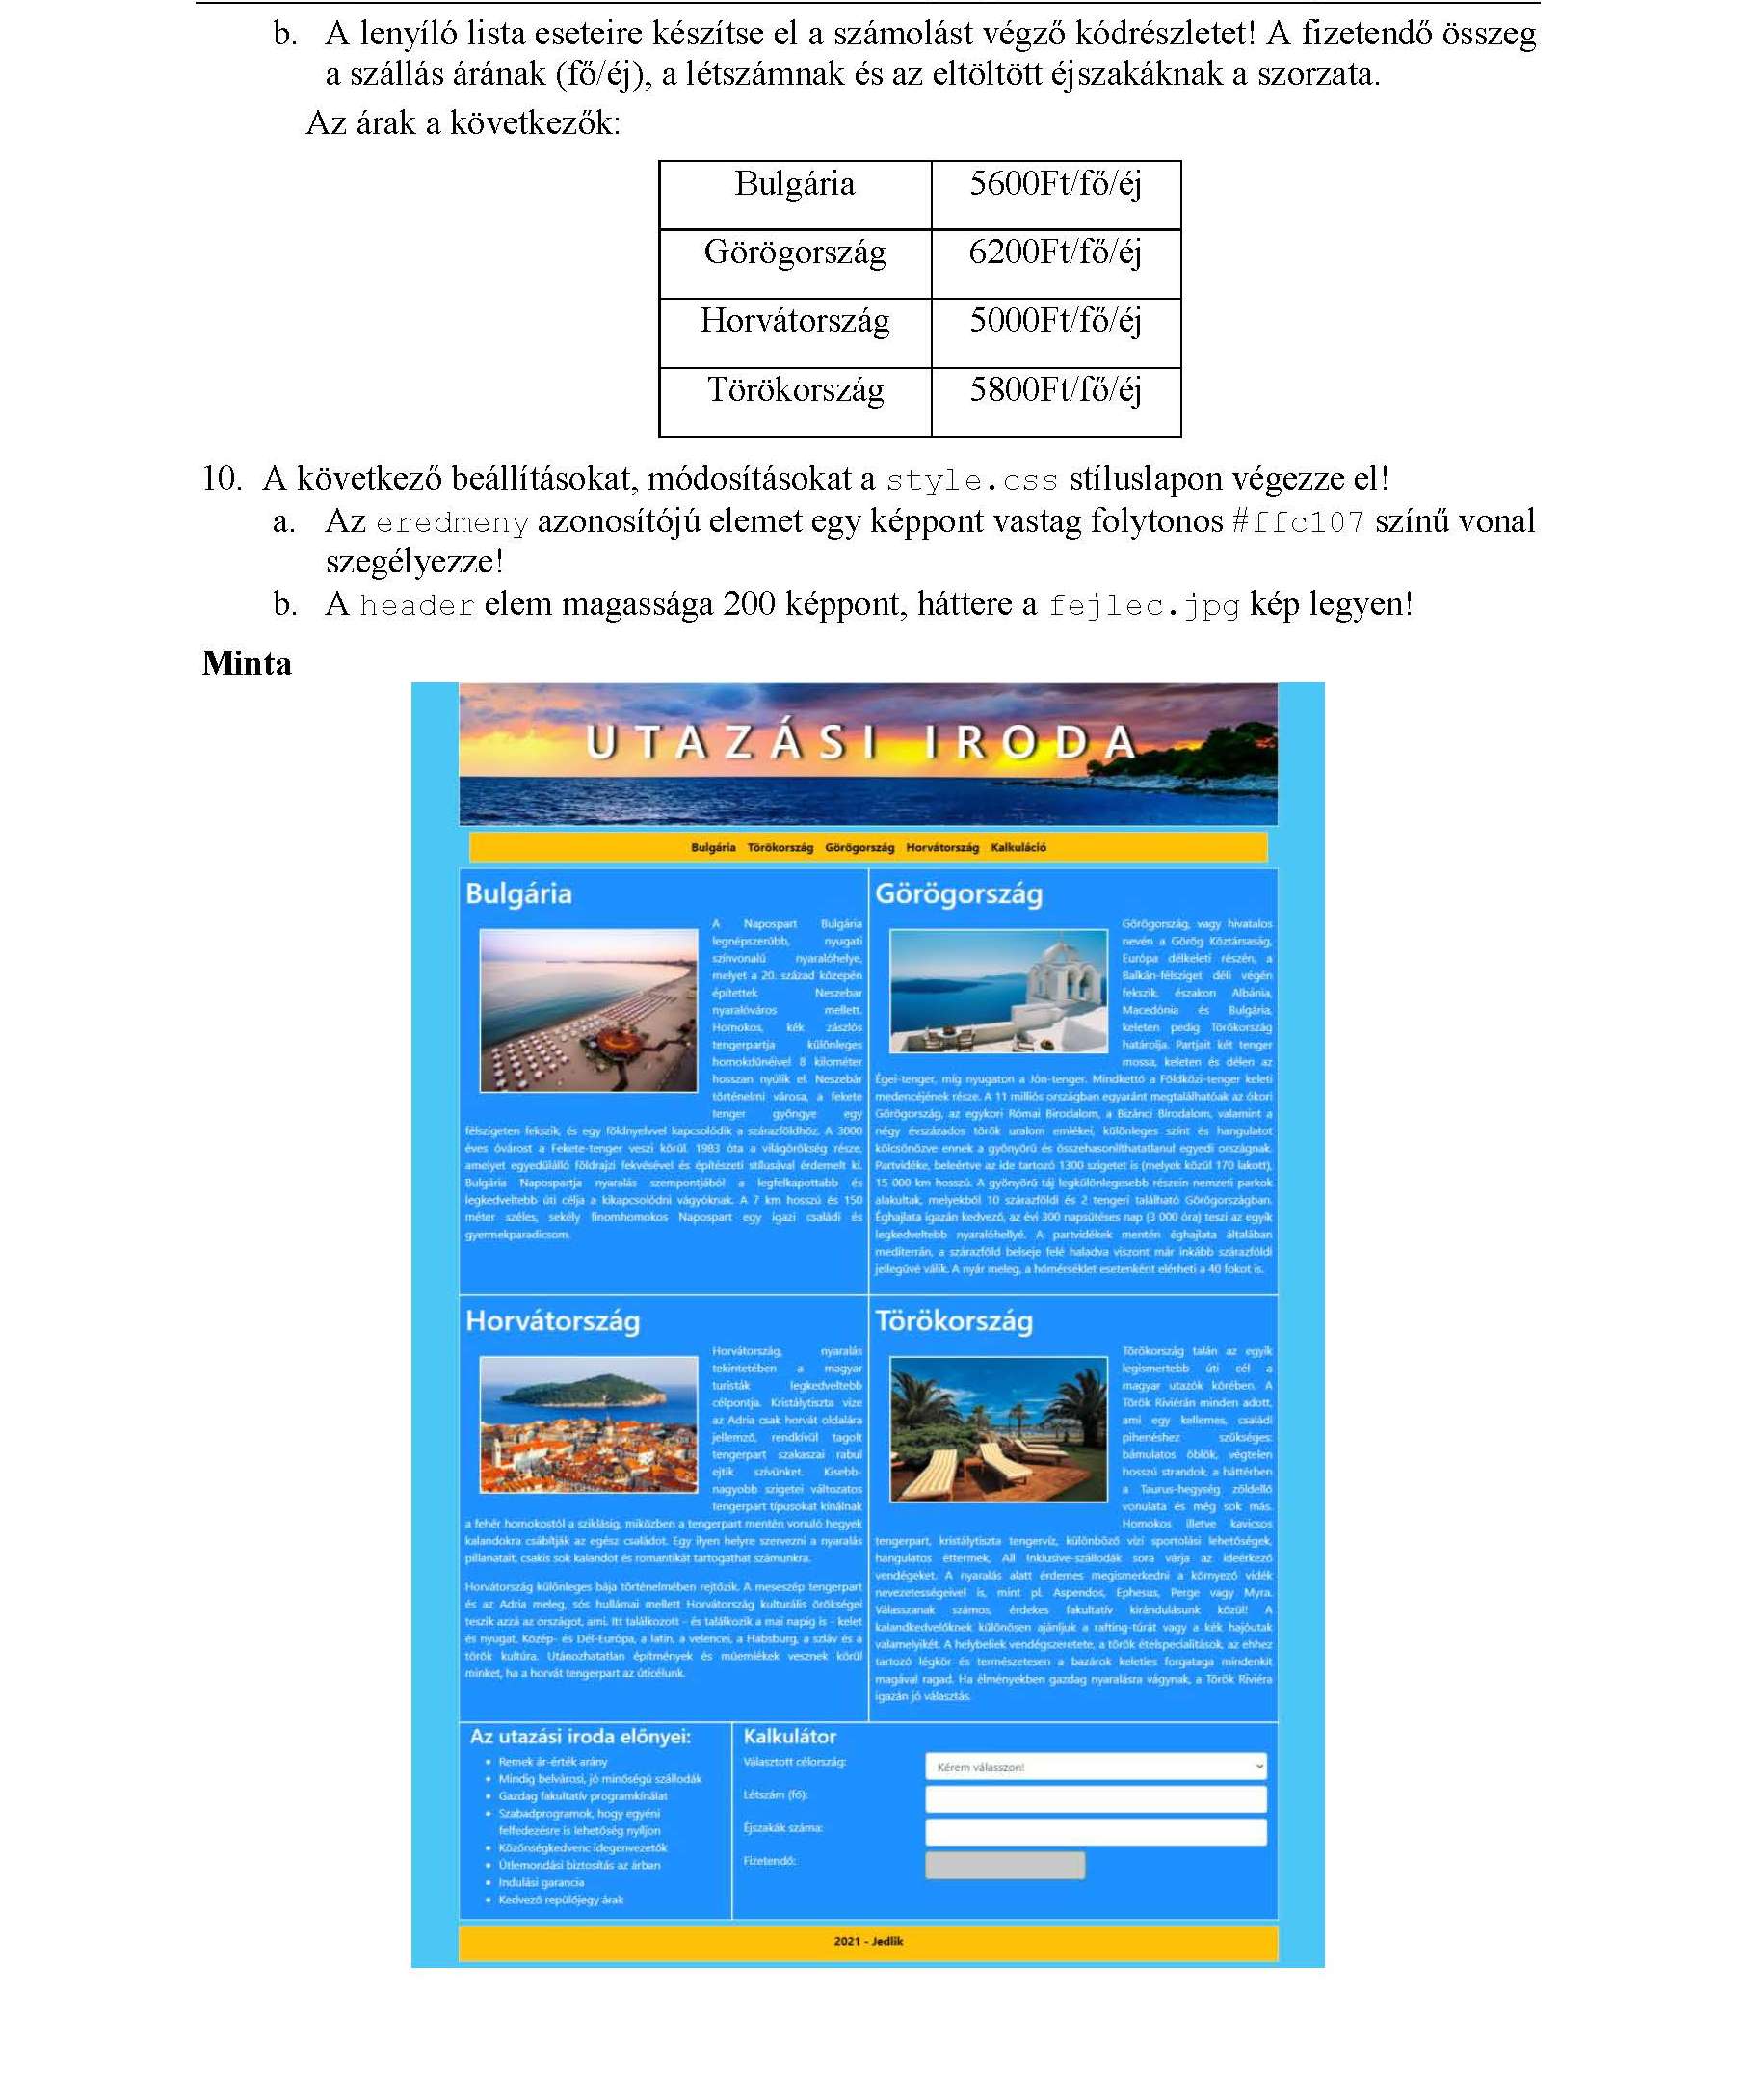 b. A lenyíló lista eseteire készítse el a számolást végző kódrészletet! A fizetendő összeg
a szállás árának (fő/éj), a létszámnak és az eltöltött éjszakáknak a szorzata.
Az árak a következők:
Bulgária 5600Ft/fő/éj
Görögország 6200Ft/fő/éj
Horvátország 5000Ft/fő/éj
Törökország 5800Ft/fő/éj
10. A következő beállításokat, módosításokat a style.css stíluslapon végezze el!
a. Az eredmeny azonosítójú elemet egy képpont vastag folytonos #ffc107 színű vonal
szegélyezze!
b. A header elem magassága 200 képpont, háttere a fejlec.jpg kép legyen!
Minta
UTAZÁSI IRODA
Bulgária Törökország Görögország Horvátország Kalkuláció
Bulgária
A Napospart Bulgária
legnépszerűbb, nyugati
színvonalú nyaralóhelye,
melyet a 20. század közepén
építettek Neszebar
nyaralóváros mellett.
Homokos, kék zászlós
tengerpartja különleges
homokdűnéivel 8 kilométer
hosszan nyúlik el. Neszebár
történelmi városa, a fekete
tenger gyöngye egy
félszigeten fekszik, és egy földnyelvvel kapcsolódik a szárazföldhöz. A 3000
éves óvárost a Fekete-tenger veszi körül. 1983 óta a világörökség része,
amelyet egyedülálló földrajzi fekvésével és építészeti stílusával érdemelt ki.
Bulgária Napospartja nyaralás szempontjából a legfelkapottabb és
legkedveltebb úti célja a kikapcsolódni vágyóknak. A 7 km hosszú és 150
méter széles, sekély finomhomokos Napospart egy igazi családi és
gyermekparadicsom.
Görögország
Görögország, vagy hivatalos
nevén a Görög Köztársaság,
Európa délkeleti részén, a
Balkán-félsziget déli végén
fekszik, északon Albánia,
Macedónia és Bulgária,
keleten pedig Törökország
határolja. Partjait két tenger
mossa, keleten és délen az
Égei-tenger, míg nyugaton a Jón-tenger. Mindkettő a Földközi-tenger keleti
medencéjének része. A 11 milliós országban egyaránt megtalálhatóak az ókori
Görögország, az egykori Római Birodalom, a Bizánci Birodalom, valamint a
négy évszázados török uralom emlékei, különleges színt és hangulatot
kölcsönözve ennek a gyönyörű és összehasonlíthatatlanul egyedi országnak.
Partvidéke, beleértve az ide tartozó 1300 szigetet is (melyek közül 170 lakott),
15 000 km hosszú. A gyönyörű táj legkülönlegesebb részein nemzeti parkok
alakultak, melyekből 10 szárazföldi és 2 tengeri található Görögországban.
Éghajlata igazán kedvező, az évi 300 napsütéses nap (3 000 óra) teszi az egyik
legkedveltebb nyaralóhellyé. A partvidékek mentén éghajlata általában
mediterrán, a szárazföld belseje felé haladva viszont már inkább szárazföldi
jellegűvé válik. A nyár meleg, a hőmérséklet esetenként elérheti a 40 fokot is.
Horvátország
Horvátország, nyaralás
tekintetében a magyar
turisták legkedveltebb
célpontja. Kristálytiszta vize
az Adria csak horvát oldalára
jellemző, rendkívül tagolt
tengerpart szakaszai rabul
ejtik szívünket. Kisebb-
nagyobb szigetei változatos
tengerpart típusokat kínálnak
a fehér homokostól a sziklásig, miközben a tengerpart mentén vonuló hegyek
kalandokra csábítják az egész családot. Egy ilyen helyre szervezni a nyaralás
pillanatait, csakis sok kalandot és romantikát tartogathat számunkra.
Horvátország különleges bája történelmében rejtőzik. A meseszép tengerpart
és az Adria meleg, sós hullámai mellett Horvátország kulturális örökségei
teszik azzá az országot, ami. Itt találkozott - és találkozik a mai napig is - kelet
és nyugat, Közép- és Dél-Európa, a latin, a velencei, a Habsburg, a szláv és a
török kultúra. Utánozhatatlan építmények és műemlékek vesznek körül
minket, ha a horvát tengerpart az úticélunk.
Törökország
Törökország talán az egyik
legismertebb úti cél a
magyar utazók körében. A
Török Riviérán minden adott,
ami egy kellemes, családi
pihenéshez szükséges:
bámulatos öblök, végtelen
hosszú strandok, a háttérben
a Taurus-hegység zöldellő
vonulata és még sok más.
Homokos illetve kavicsos
tengerpart, kristálytiszta tengervíz, különböző vízi sportolási lehetőségek,
hangulatos éttermek, All Inklusive-szállodák sora várja az ideérkező
vendégeket. A nyaralás alatt érdemes megismerkedni a környező vidék
nevezetességeivel is, mint pl. Aspendos, Ephesus, Perge vagy Myra.
Válasszanak számos, érdekes fakultatív kirándulásunk közül! A
kalandkedvelőknek különösen ajánljuk a rafting-túrát vagy a kék hajóutak
valamelyikét. A helybeliek vendégszeretete, a török ételspecialitások, az ehhez
tartozó légkör és természetesen a bazárok keleties forgataga mindenkit
magával ragad. Ha élményekben gazdag nyaralásra vágynak, a Török Riviéra
igazán jó választás.
Az utazási iroda előnyei:
Remek ár-érték arány
Mindig belvárosi, jó minőségű szállodák
Gazdag fakultatív programkínálat
Szabadprogramok, hogy egyéni
felfedezésre is lehetőség nyíljon
Közönségkedvenc idegenvezetők
Útlemondási biztosítás az árban
Indulási garancia
Kedvező repülőjegy árak
Kalkulátor
Választott célország: Kérem válasszon!
Létszám (fő):
Éjszakák száma:
Fizetendő:
2021 - Jedlik